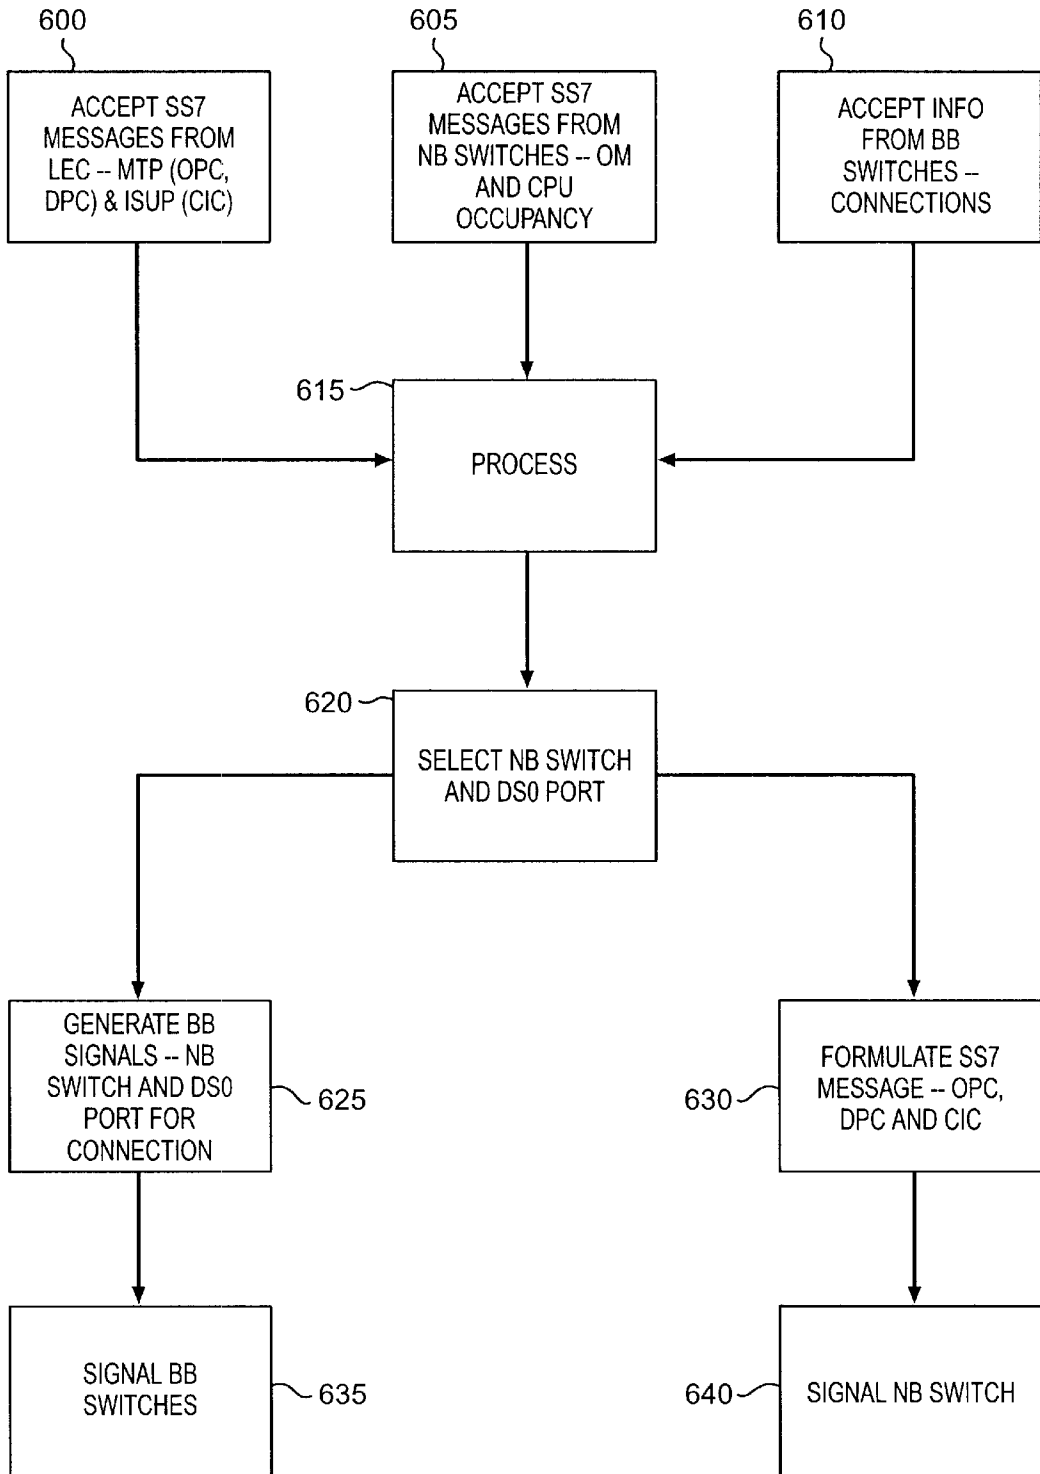 600
605
610
ACCEPT SS7
MESSAGES FROM
LEC -- MTP (OPC,
DPC) & ISUP (CIC)
ACCEPT SS7
MESSAGES FROM
NB SWITCHES -- OM
AND CPU
OCCUPANCY
ACCEPT INFO
FROM BB
SWITCHES --
CONNECTIONS
615
PROCESS
620
SELECT NB SWITCH
AND DS0 PORT
GENERATE BB
SIGNALS -- NB
SWITCH AND DS0
PORT FOR
CONNECTION
625
630
FORMULATE SS7
MESSAGE -- OPC,
DPC AND CIC
SIGNAL BB
SWITCHES
635
640
SIGNAL NB SWITCH